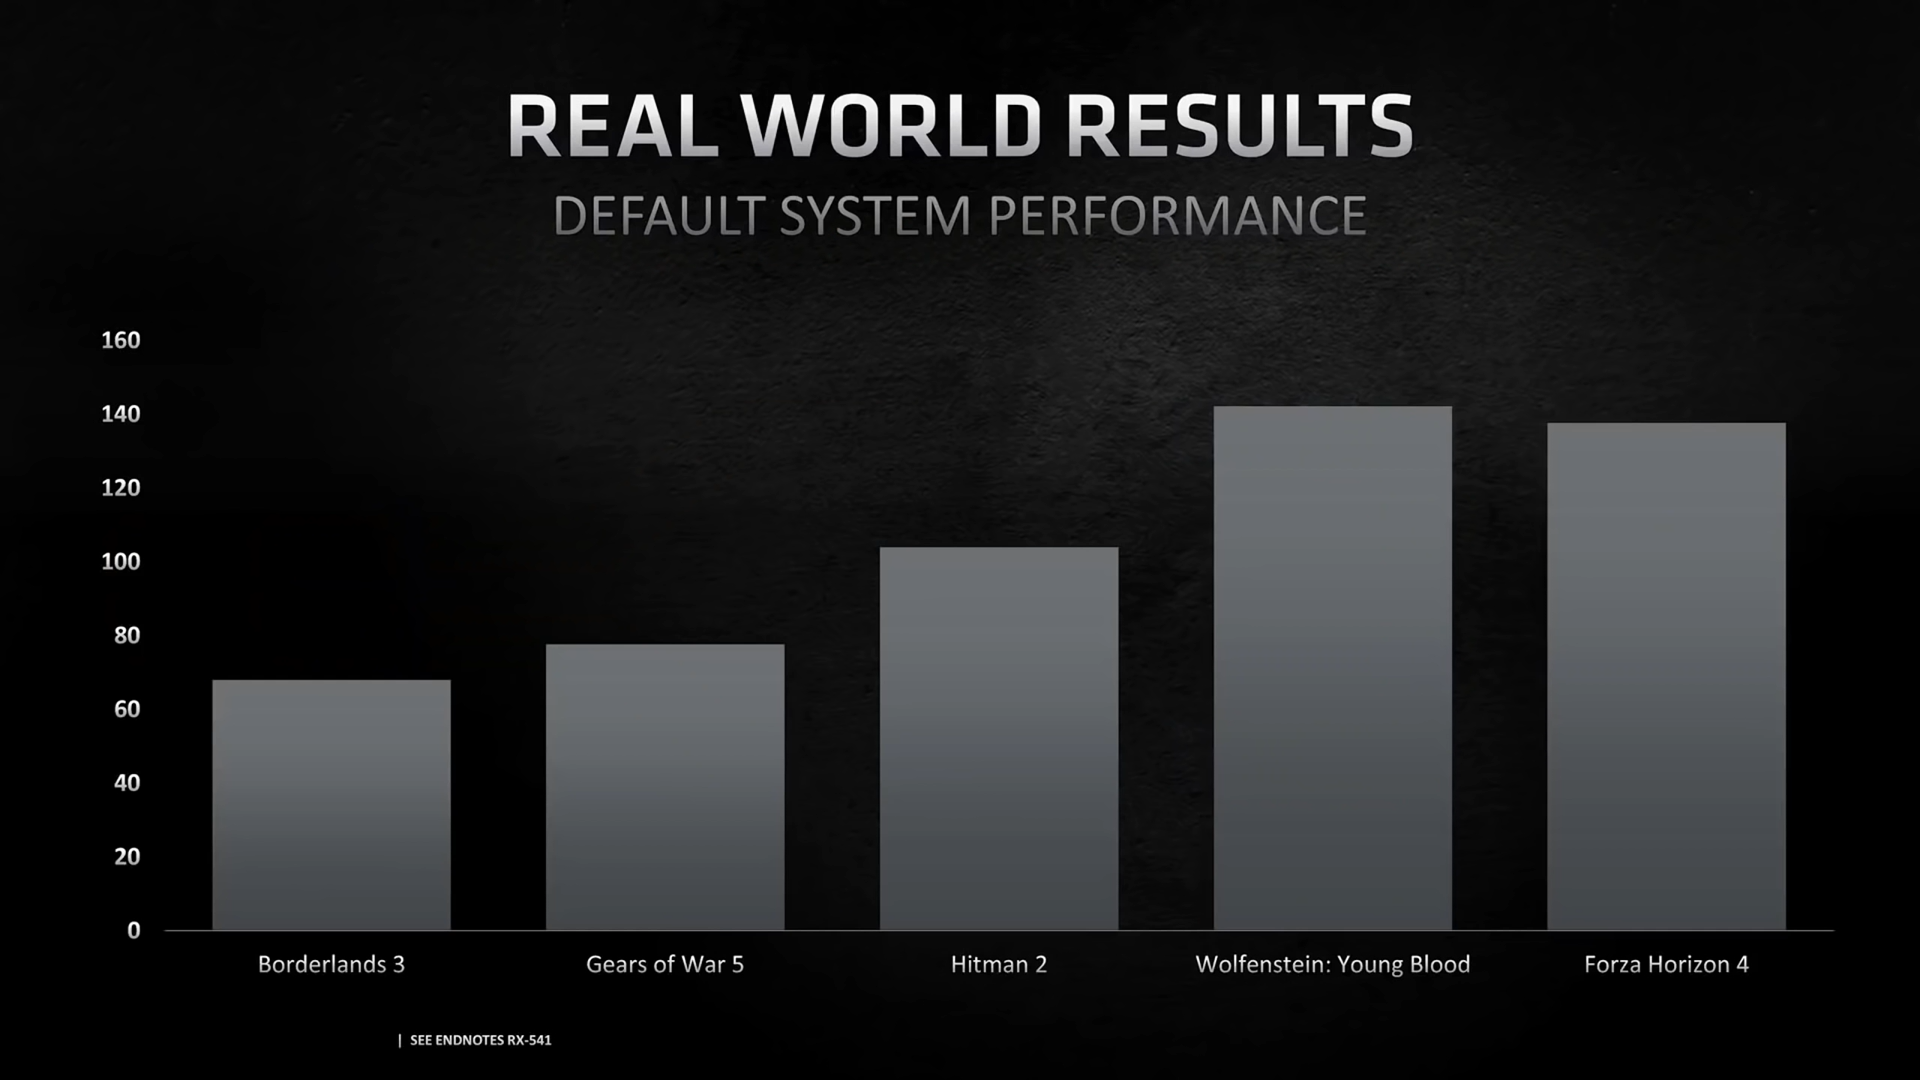 REAL WORLD RESULTS
DEFAULT SYSTEM PERFORMANCE
160
140
120
100
80
60
40
20
0
Borderlands 3
Gears of War 5
Hitman 2
Wolfenstein: Young Blood
Forza Horizon 4
| SEE ENDNOTES RX-541